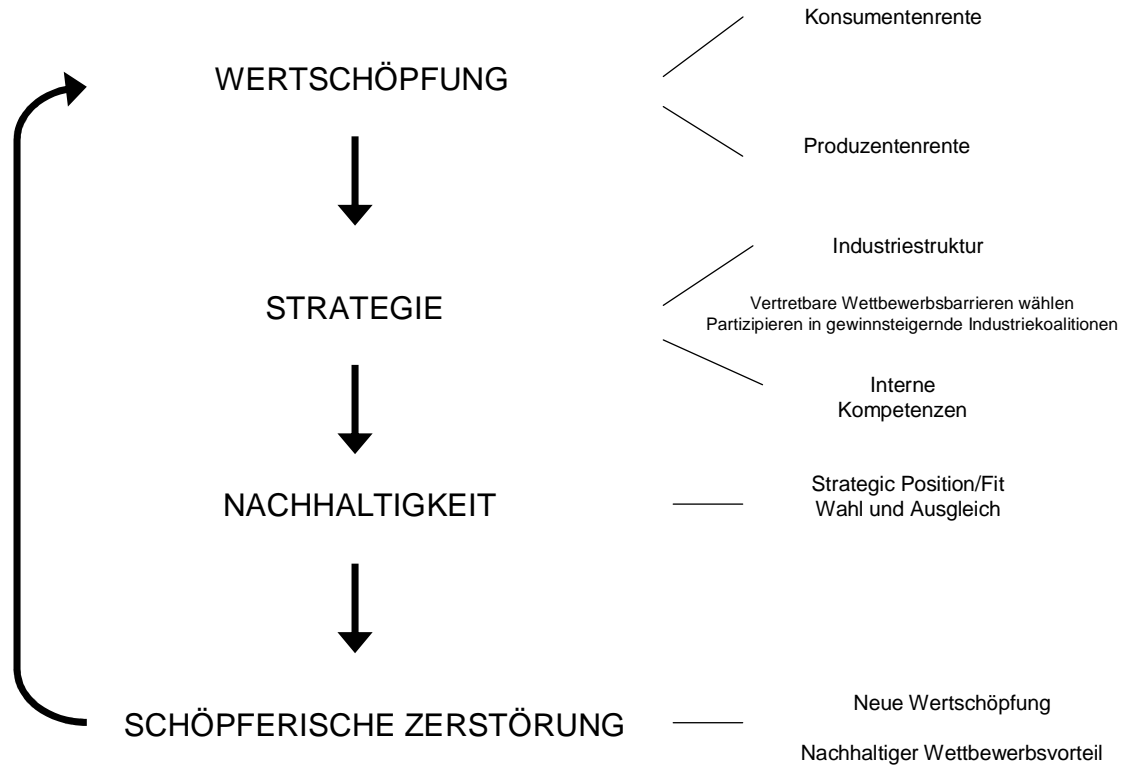 Konsumentenrente
WERTSCHÖPFUNG
Produzentenrente
Industriestruktur
STRATEGIE
Vertretbare Wettbewerbsbarrieren wählen
Partizipieren in gewinnsteigernde Industriekoalitionen
Interne
Kompetenzen
NACHHALTIGKEIT
Strategic Position/Fit
Wahl und Ausgleich
SCHÖPFERISCHE ZERSTÖRUNG
Neue Wertschöpfung
Nachhaltiger Wettbewerbsvorteil